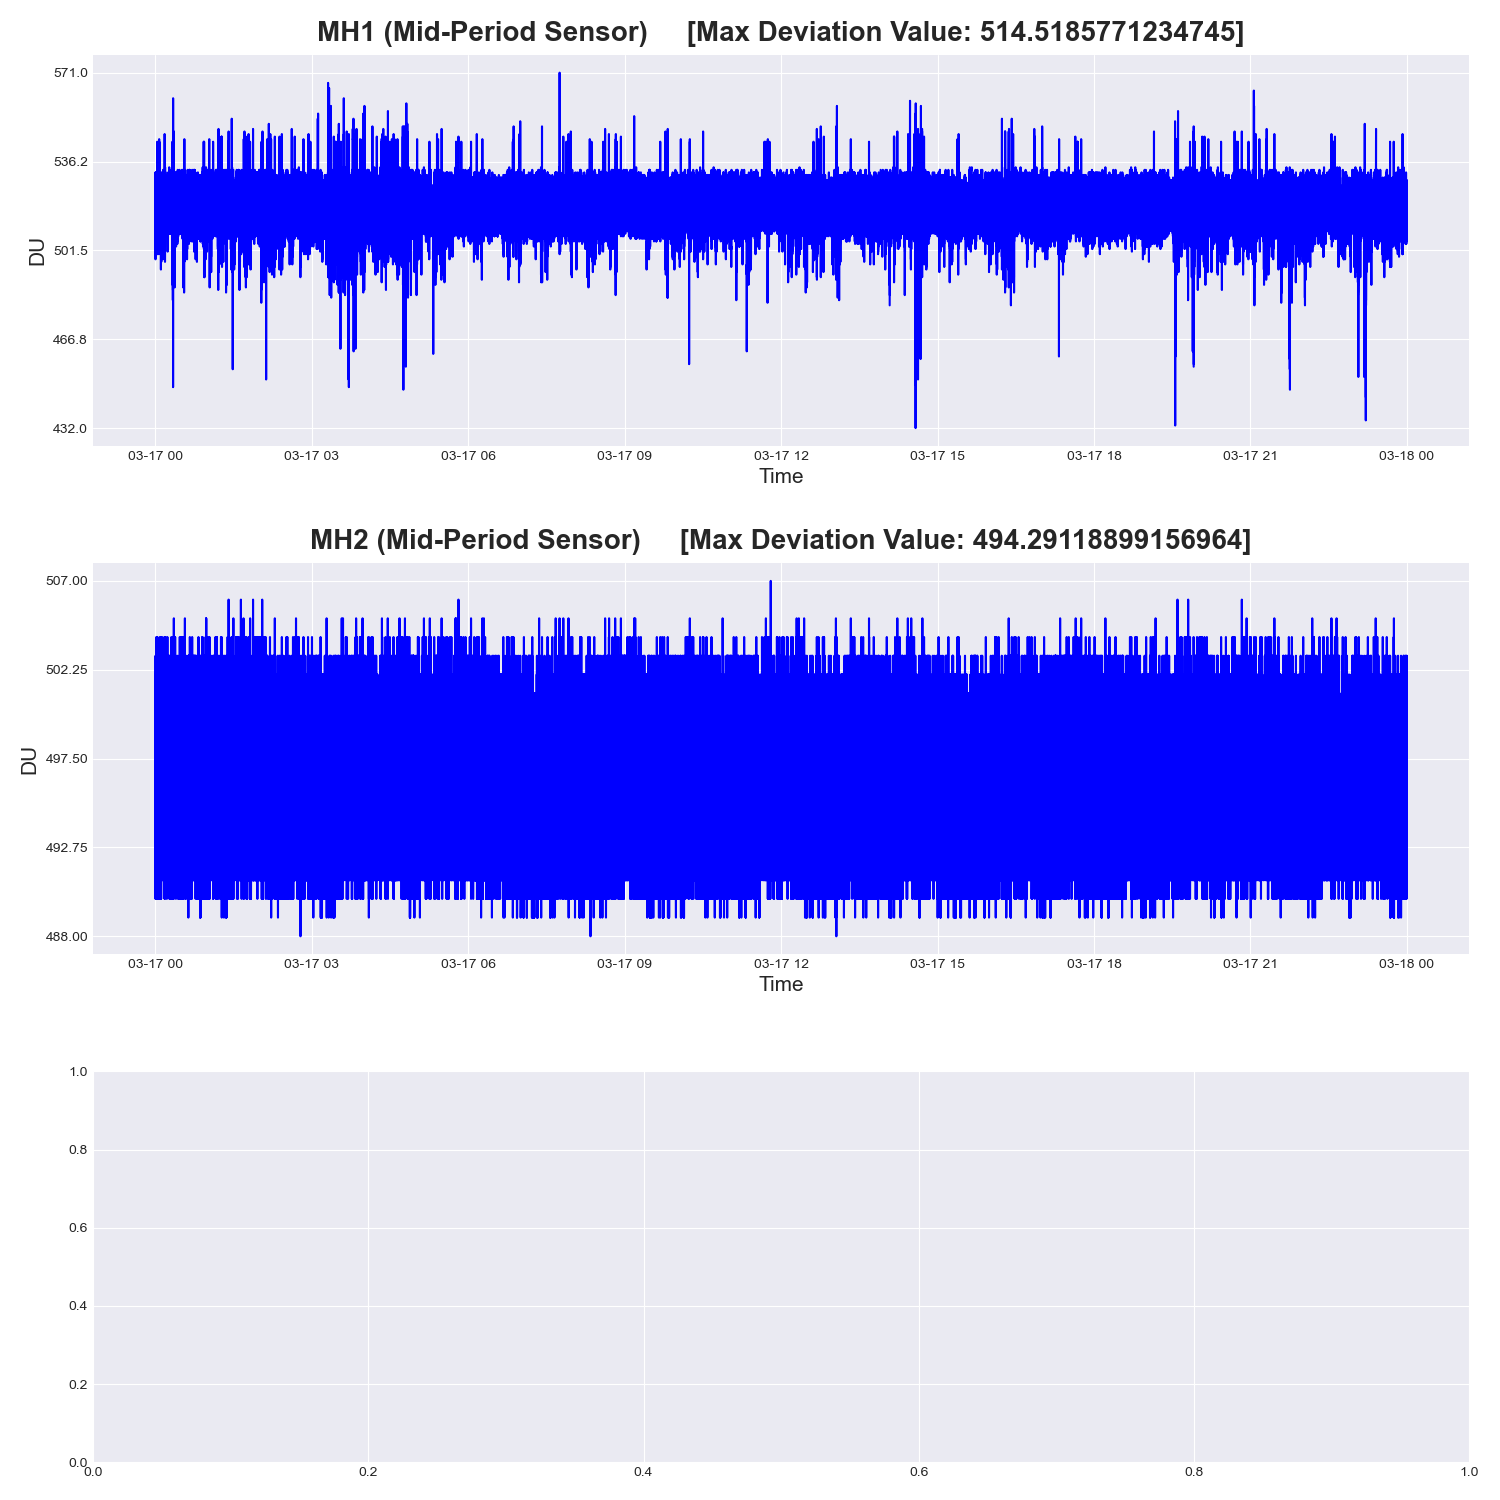 MH1 (Mid-Period Sensor) [Max Deviation Value: 514.5185771234745]
571.0
536.2
501.5
466.8
432.0
DU
03-17 00 03-17 03 03-17 06 03-17 09 03-17 12 03-17 15 03-17 18 03-17 21 03-18 00
Time
MH2 (Mid-Period Sensor) [Max Deviation Value: 494.29118899156964]
507.00
502.25
497.50
492.75
488.00
DU
03-17 00 03-17 03 03-17 06 03-17 09 03-17 12 03-17 15 03-17 18 03-17 21 03-18 00
Time
1.0
0.8
0.6
0.4
0.2
0.0
0.0 0.2 0.4 0.6 0.8 1.0